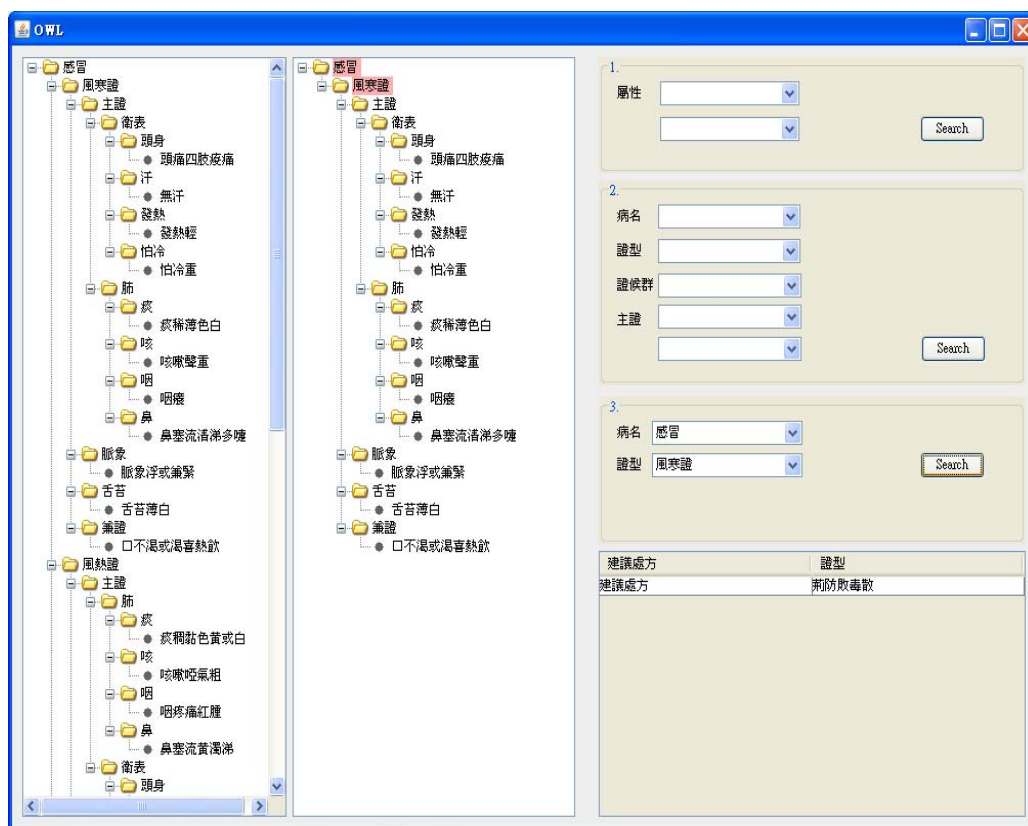 OWL
感冒
風寒證
主證
衛表
頭身
頭痛四肢痠痛
汗
無汗
發熱
發熱輕
怕冷
怕冷重
肺
痰
痰稀薄色白
咳
咳嗽聲重
咽
咽癢
鼻
鼻塞流清涕多嚏
脈象
脈象浮或兼緊
舌苔
舌苔薄白
兼證
口不渴或渴喜熱飲
風熱證
主證
肺
痰
痰稠黏色黃或白
咳
咳嗽啞氣粗
咽
咽疼痛紅腫
鼻
鼻塞流黃濁涕
衛表
頭身
感冒
風寒證
主證
衛表
頭身
頭痛四肢痠痛
汗
無汗
發熱
發熱輕
怕冷
怕冷重
肺
痰
痰稀薄色白
咳
咳嗽聲重
咽
咽癢
鼻
鼻塞流清涕多嚏
脈象
脈象浮或兼緊
舌苔
舌苔薄白
兼證
口不渴或渴喜熱飲
1.
屬性
Search
2.
病名
證型
證候群
主證
Search
3.
病名 感冒
證型 風寒證 Search
建議處方 證型
建議處方 荊防敗毒散